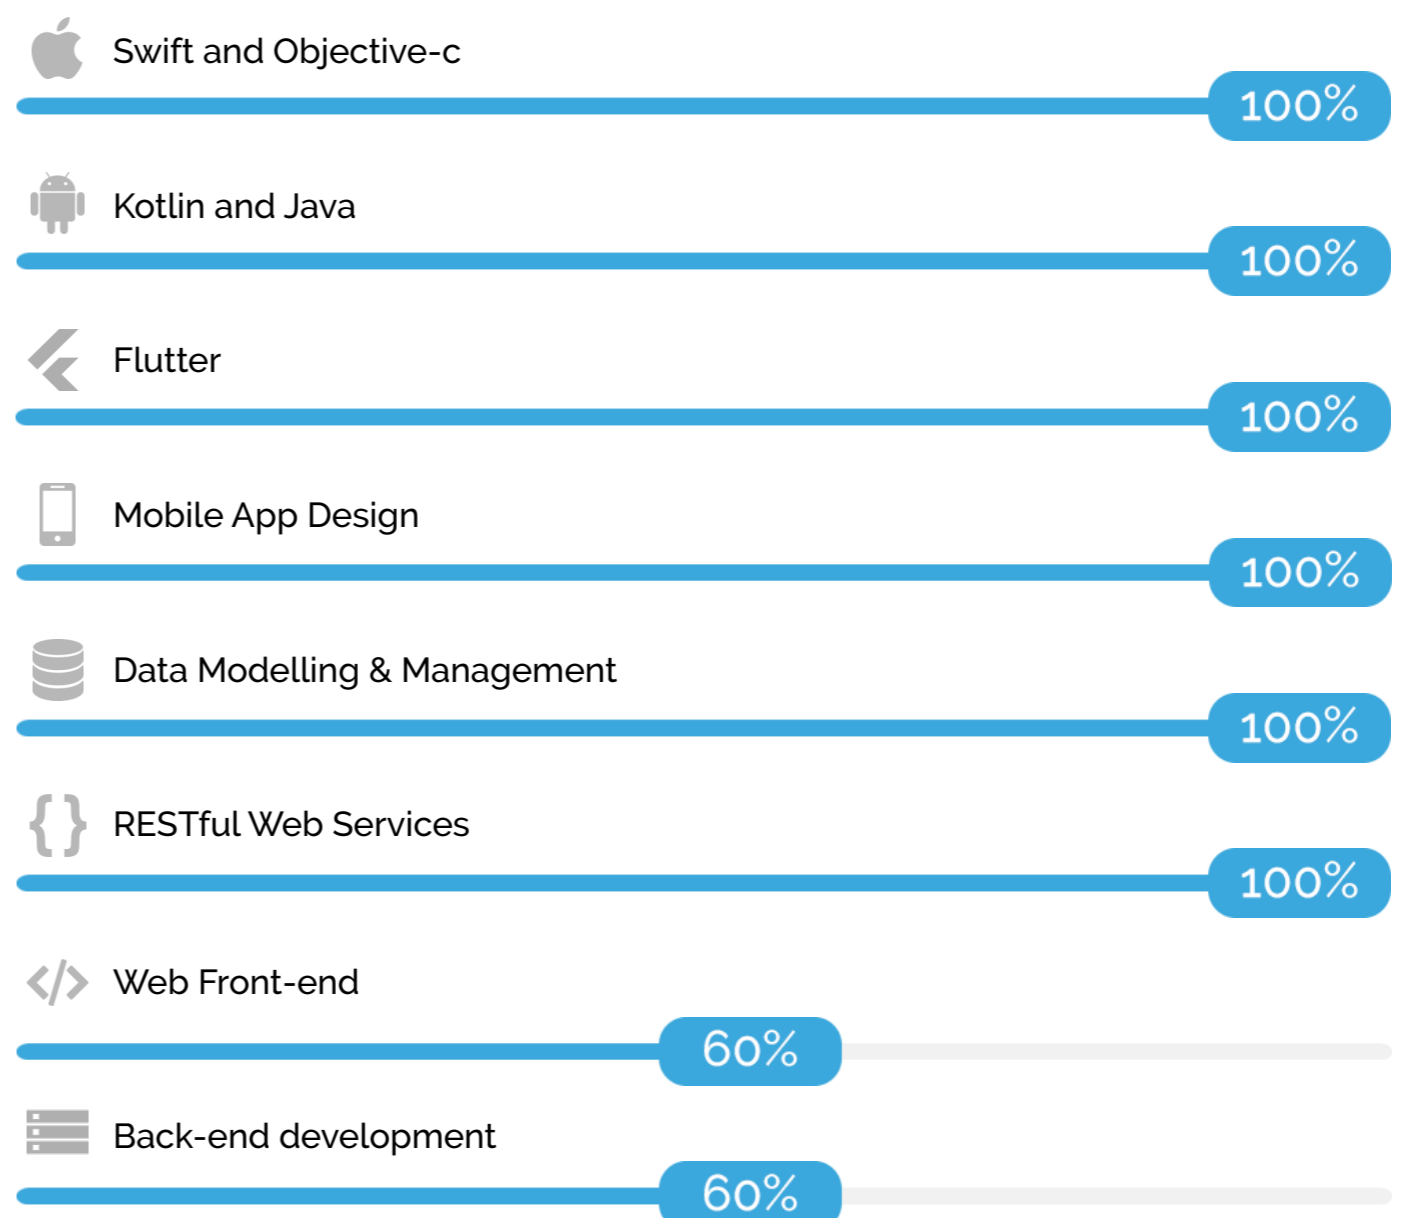 Swift and Objective-c
100%
Kotlin and Java
100%
Flutter
100%
Mobile App Design
100%
Data Modelling & Management
100%
RESTful Web Services
100%
Web Front-end
60%
Back-end development
60%